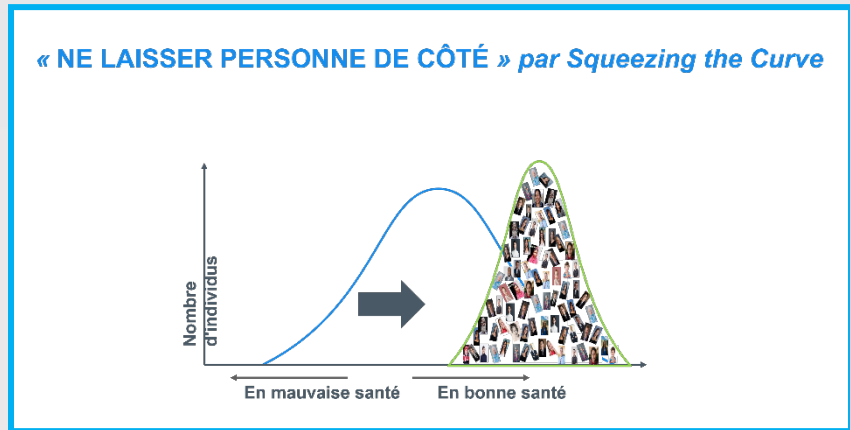 « NE LAISSER PERSONNE DE CÔTÉ » par Squeezing the Curve
Nombre
d'individus
En mauvaise santé
En bonne santé